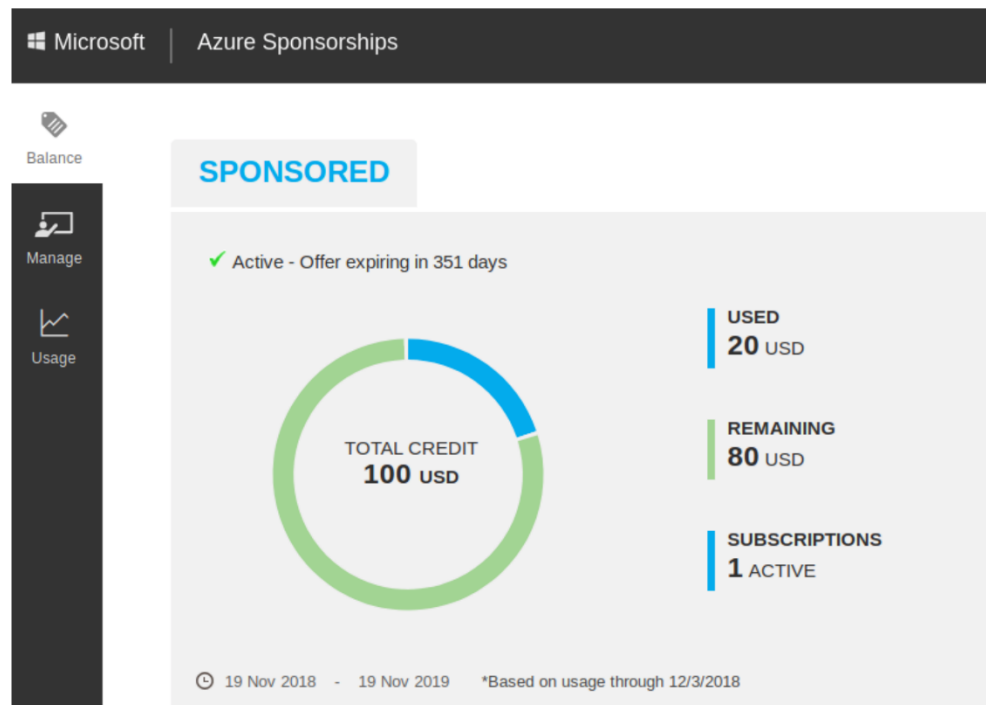 Microsoft | Azure Sponsorships
Balance
Manage
Usage
SPONSORED
Active - Offer expiring in 351 days
TOTAL CREDIT
100 USD
USED
20 USD
REMAINING
80 USD
SUBSCRIPTIONS
1 ACTIVE
19 Nov 2018 - 19 Nov 2019 *Based on usage through 12/3/2018